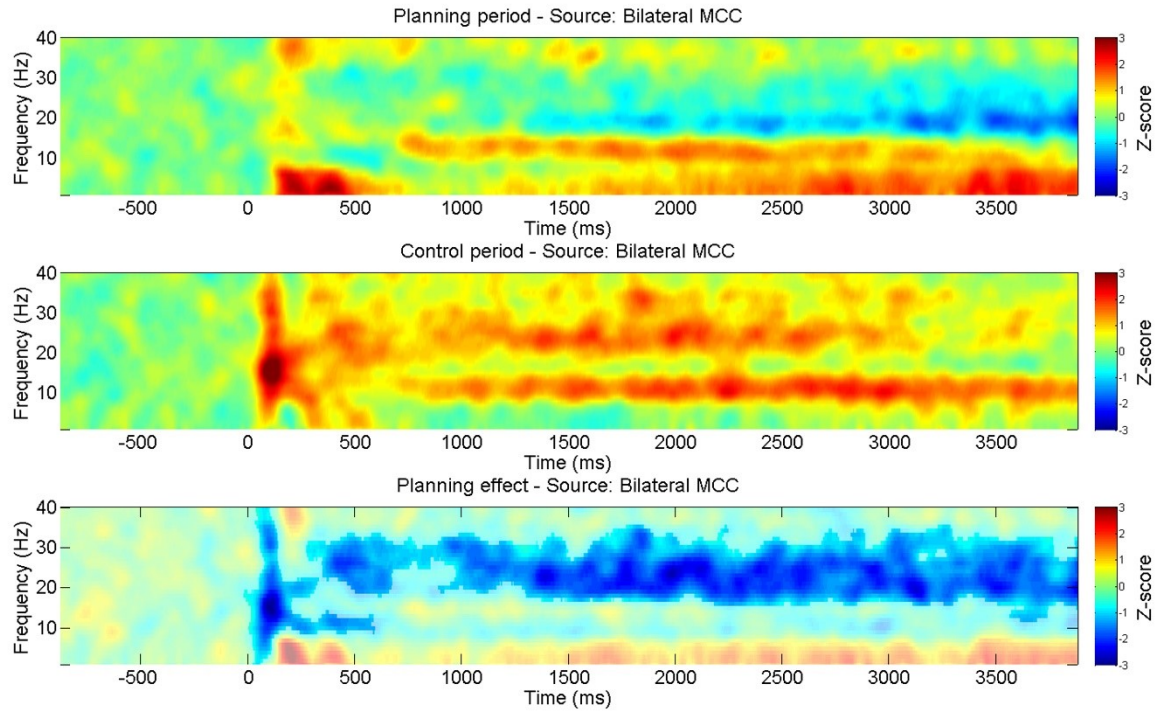 Planning period - Source: Bilateral MCC
Frequency (Hz)
40
30
20
10
-500 0 500 1000 1500 2000 2500 3000 3500
Time (ms)
3
2
1
0
-1
-2
-3
Z-score
Control period - Source: Bilateral MCC
Frequency (Hz)
40
30
20
10
-500 0 500 1000 1500 2000 2500 3000 3500
Time (ms)
3
2
1
0
-1
-2
-3
Z-score
Planning effect - Source: Bilateral MCC
Frequency (Hz)
40
30
20
10
-500 0 500 1000 1500 2000 2500 3000 3500
Time (ms)
3
2
1
0
-1
-2
-3
Z-score